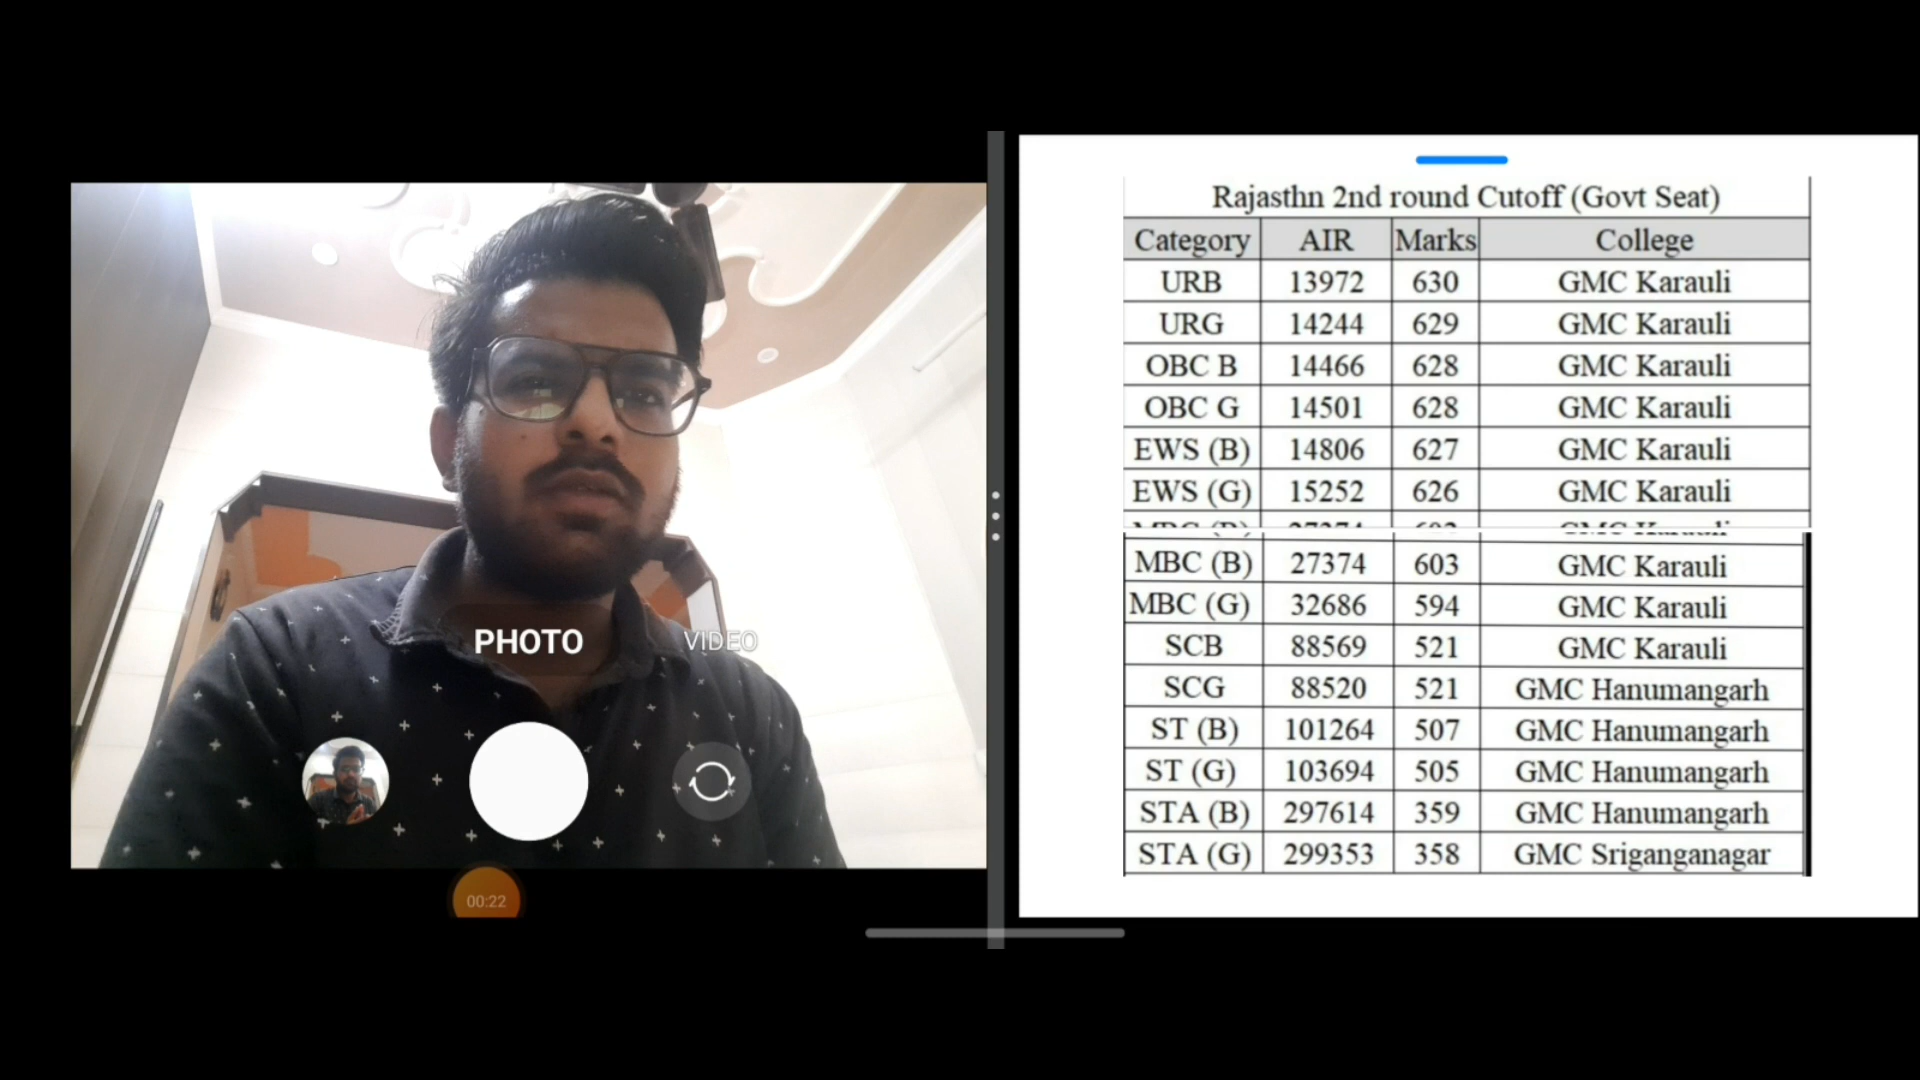 PHOTO VIDEO
00:22
Rajasthn 2nd round Cutoff (Govt Seat)
Category AIR Marks College
URB 13972 630 GMC Karauli
URG 14244 629 GMC Karauli
OBC B 14466 628 GMC Karauli
OBC G 14501 628 GMC Karauli
EWS (B) 14806 627 GMC Karauli
EWS (G) 15252 626 GMC Karauli
MBC (B) 27374 603 GMC Karauli
MBC (G) 32686 594 GMC Karauli
SCB 88569 521 GMC Karauli
SCG 88520 521 GMC Hanumangarh
ST (B) 101264 507 GMC Hanumangarh
ST (G) 103694 505 GMC Hanumangarh
STA (B) 297614 359 GMC Hanumangarh
STA (G) 299353 358 GMC Sriganganagar